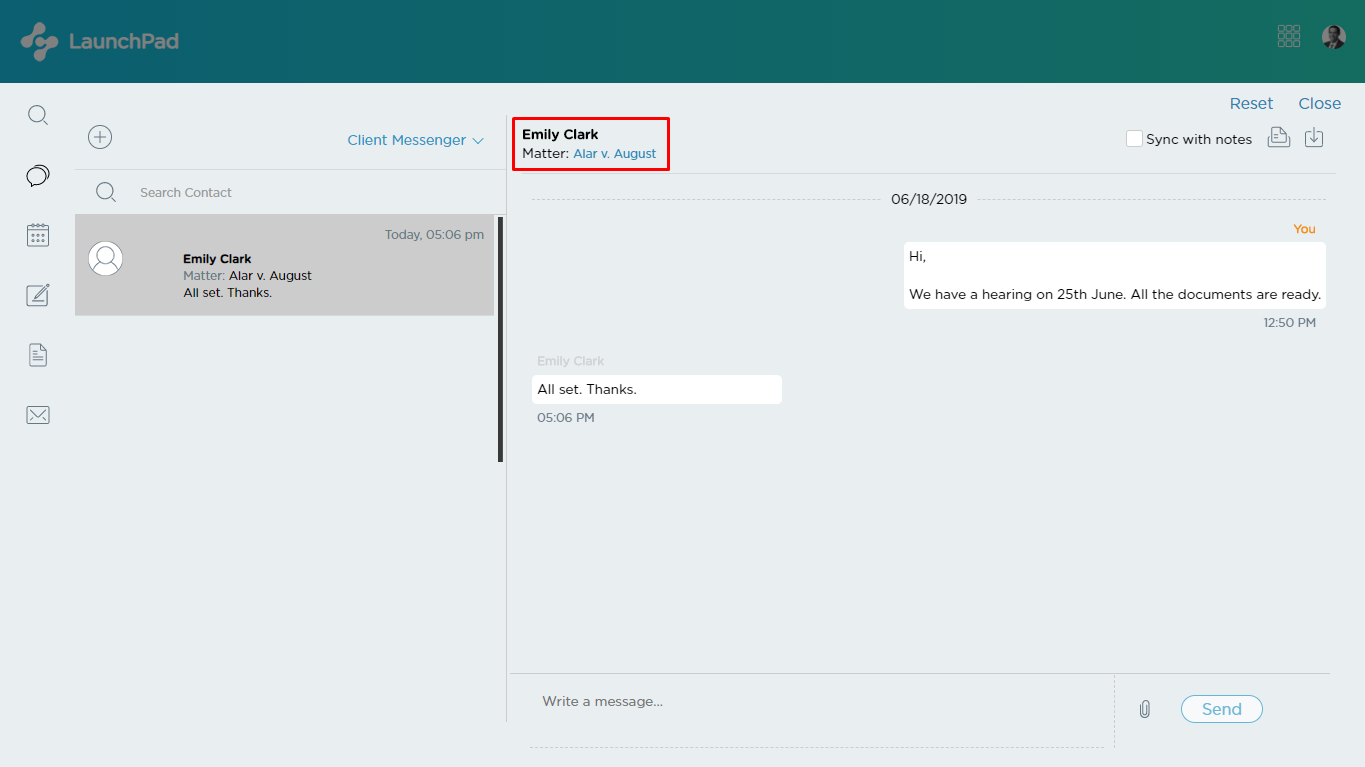 LaunchPad
Reset Close
Client Messenger
Search Contact
Today, 05:06 pm
Emily Clark
Matter: Alar v. August
All set. Thanks.
Emily Clark
Matter: Alar v. August
Sync with notes
06/18/2019
You
Hi,
We have a hearing on 25th June. All the documents are ready.
12:50 PM
Emily Clark
All set. Thanks.
05:06 PM
Write a message...
Send